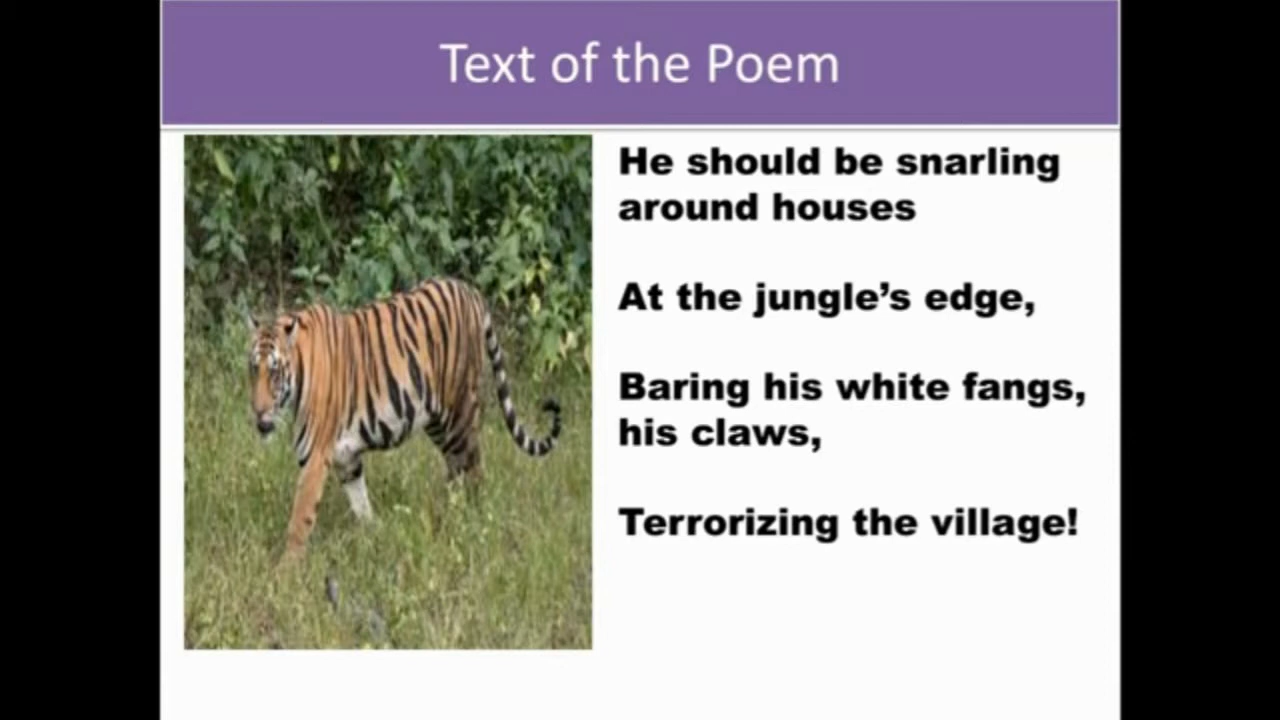 Text of the Poem
He should be snarling
around houses
At the jungle’s edge,
Baring his white fangs,
his claws,
Terrorizing the village!